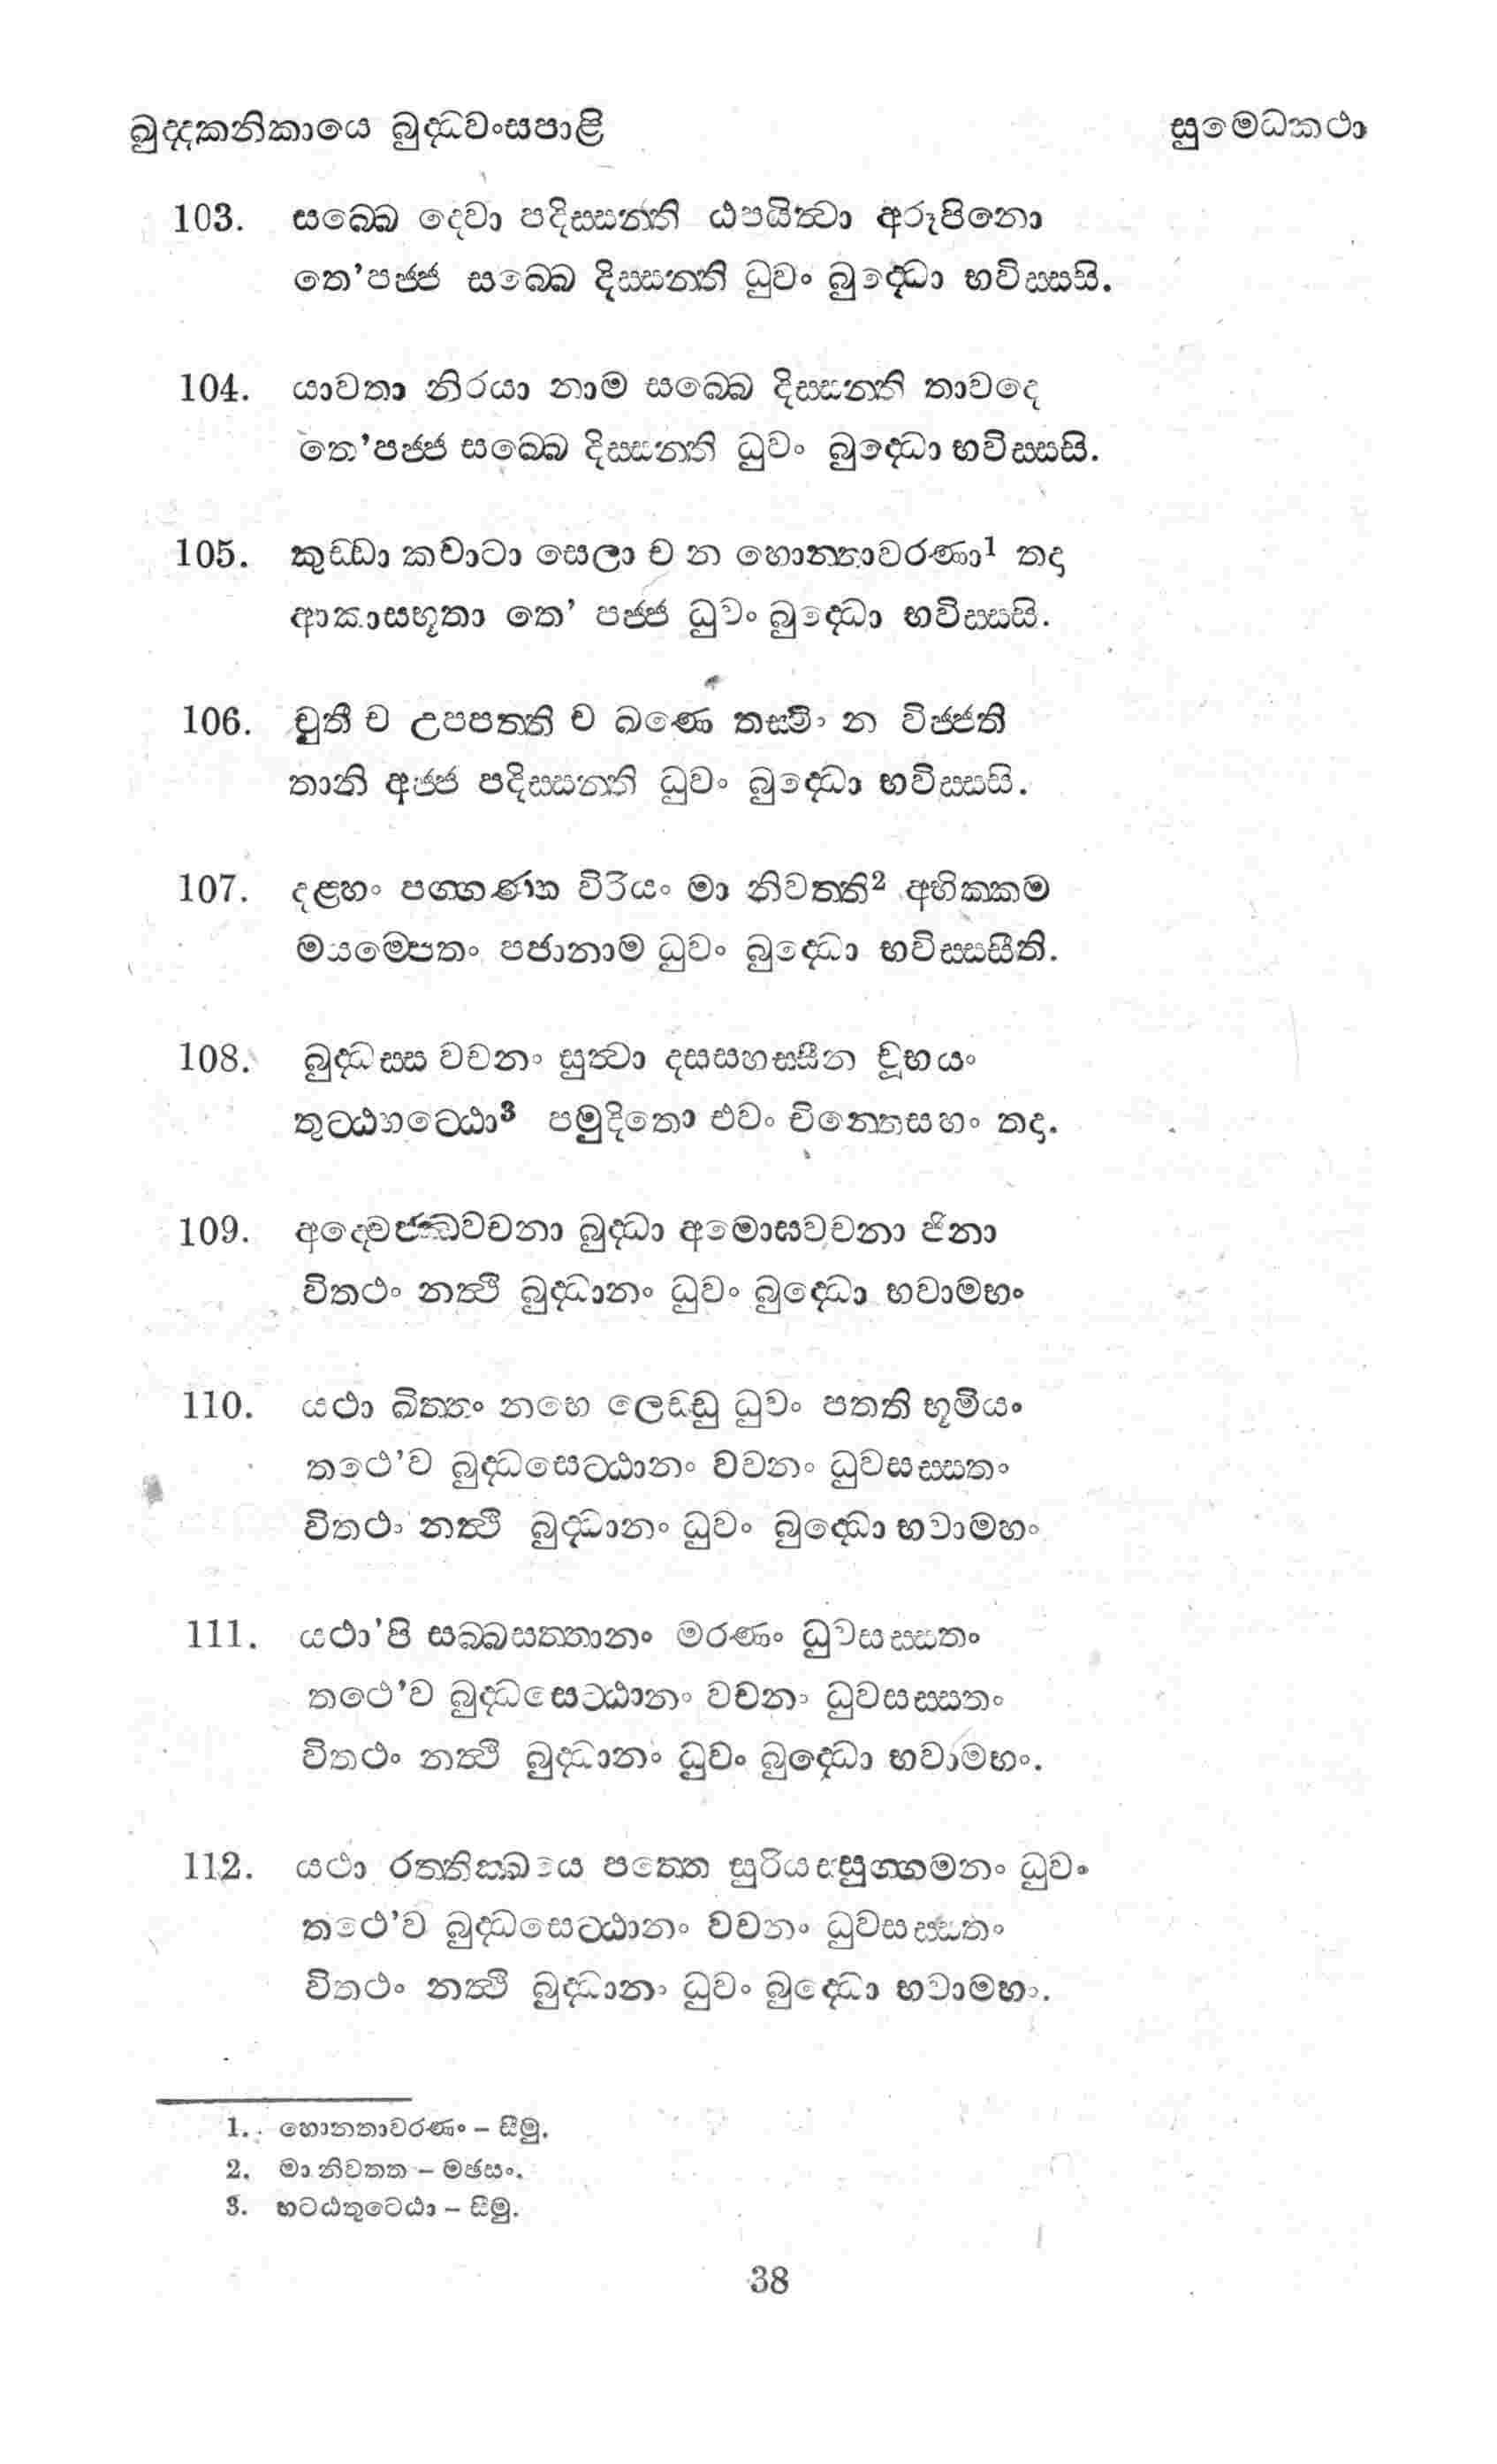 ඛුද්දකනිකායෙ බුද්ධවංසපාළි සුමෙධකථා
103. සබ්බෙ දෙවා පදිස්සන්ති ඨපයිත්වා අරූපිනො
තෙ'පජ්ජ සබ්බෙ දිස්සන්ති ධුවං බුද්ධො භවිස්සසි.
104. යාවතා නිරයා නාම සබ්බෙ දිස්සන්ති තාවදෙ
තෙ'පජ්ජ සබ්බෙ දිස්සන්ති ධුවං බුද්ධො භවිස්සසි.
105. කුඩ්ඩා කවාටා සෙලා ච න හොන්තාවරණා1 තදා
ආකාසභූතා තෙ' පජ්ජ ධුවං බුද්ධො භවිස්සසි.
106. චුතී ච උපපත්ති ච ඛණෙ තස්මිං න විජ්ජති
තානි අජ්ජ පදිස්සන්ති ධුවං බුද්ධො භවිස්සසි.
107. දළ්හං පග්ගණ්හ විරියං මා නිවත්ති2 අභික්කම
මයම්පෙතං පජානාම ධුවං බුද්ධො භවිස්සසීති.
108. බුද්ධස්ස වචනං සුත්වා දසසහස්සීන චූභයං
තුට්ඨහට්ඨො3 පමුදිතො එවං චින්තෙසහං තදා.
109. අද්වෙජ්ඣවචනා බුද්ධා අමොඝවචනා ජිනා
විතථං නත්ථි බුද්ධානං ධුවං බුද්ධො භවාමහං
110. යථා ඛිත්තං නභෙ ලෙඩ්ඩු ධුවං පතති භූමියං
තථෙ'ව බුද්ධසෙට්ඨානං වචනං ධුවසස්සතං
විතථං නත්ථි බුද්ධානං ධුවං බුද්ධො භවාමහං
111. යථා'පි සබ්බසත්තානං මරණං ධුවසස්සතං
තථෙ'ව බුද්ධසෙට්ඨානං වචනං ධුවසස්සතං
විතථං නත්ථි බුද්ධානං ධුවං බුද්ධො භවාමහං.
112. යථා රත්තික්ඛයෙ පත්තෙ සුරියස්සුග්ගමනං ධුවං
තථෙ'ව බුද්ධසෙට්ඨානං වචනං ධුවසස්සතං
විතථං නත්ථි බුද්ධානං ධුවං බුද්ධො භවාමහං.
1. හොනතාවරණං – සීමු.
2. මා නිවතත – මඡසං.
3. හටඨතුටෙඨා – සීමු.
38